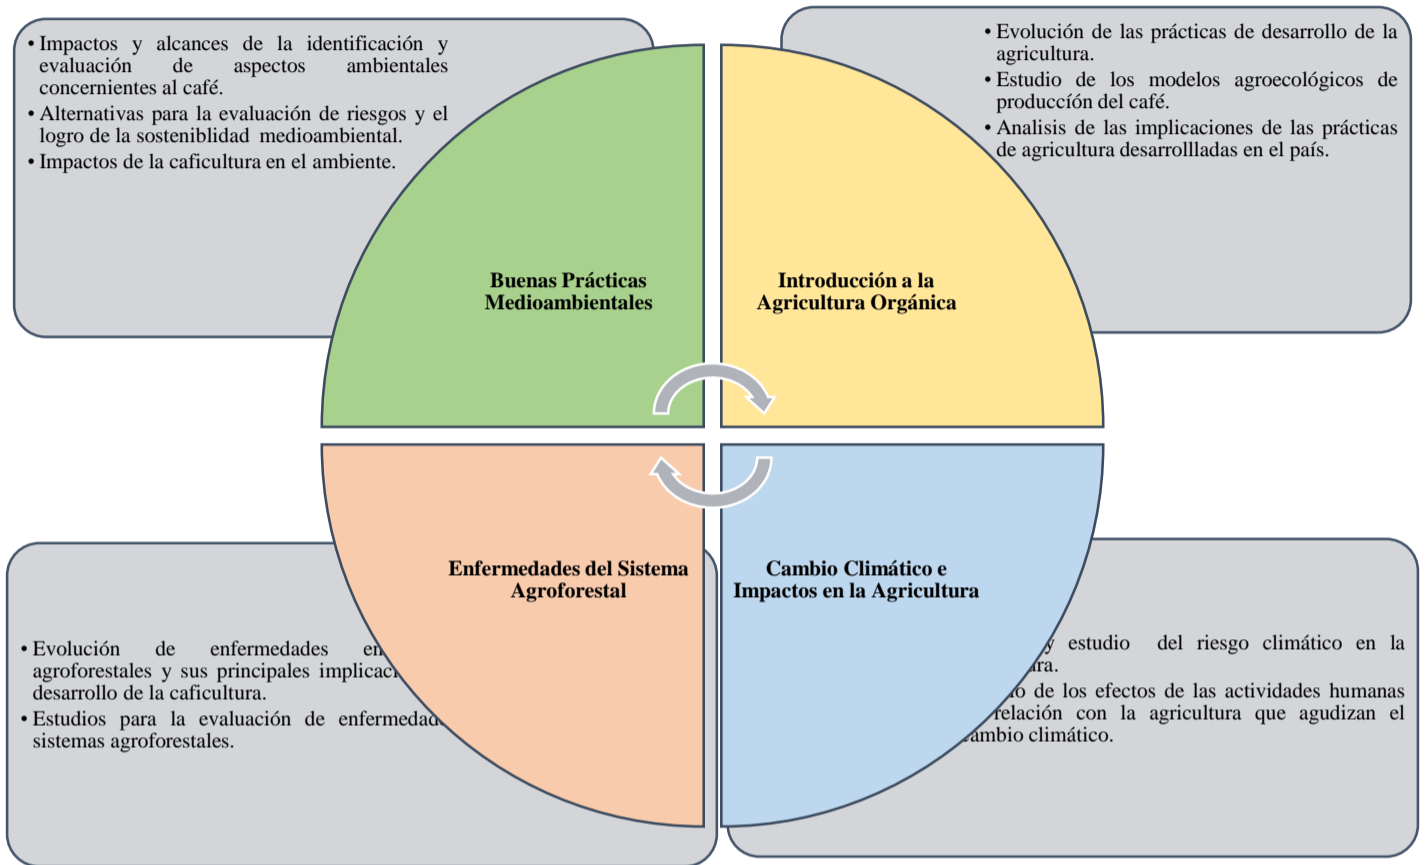 • Impactos y alcances de la identificación y
evaluación de aspectos ambientales
concernientes al café.
• Alternativas para la evaluación de riesgos y el
logro de la sosteniblidad medioambiental.
• Impactos de la caficultura en el ambiente.
• Evolución de las prácticas de desarrollo de la
agricultura.
• Estudio de los modelos agroecológicos de
produccíón del café.
• Analisis de las implicaciones de las prácticas
de agricultura desarrollladas en el país.
Buenas Prácticas
Medioambientales
Introducción a la
Agricultura Orgánica
Enfermedades del Sistema
Agroforestal
Cambio Climático e
Impactos en la Agricultura
• Evolución de enfermedades en
agroforestales y sus principales
desarrollo de la caficultura.
• Estudios para la evaluación de
sistemas agroforestales.
y estudio del riesgo climático en la
de los efectos de las actividades humanas
relación con la agricultura que agudizan el
cambio climático.